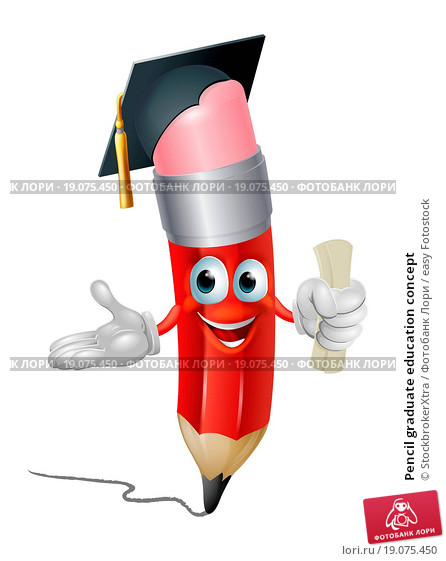 К ЛОРИ - 19.075.450 - ФОТОБАНК ЛОРИ - 19.075.450 - ФОТОБАНК ЛОРИ
К ЛОРИ - 19.075.450 - ФОТОБАНК ЛОРИ - 19.075.450 - ФОТОБАНК ЛОРИ
Pencil graduate education concept
© StockbrokerXtra / Фотобанк Лори / easy Fotostock
ФОТОБАНК ЛОРИ
lori.ru 19.075.450